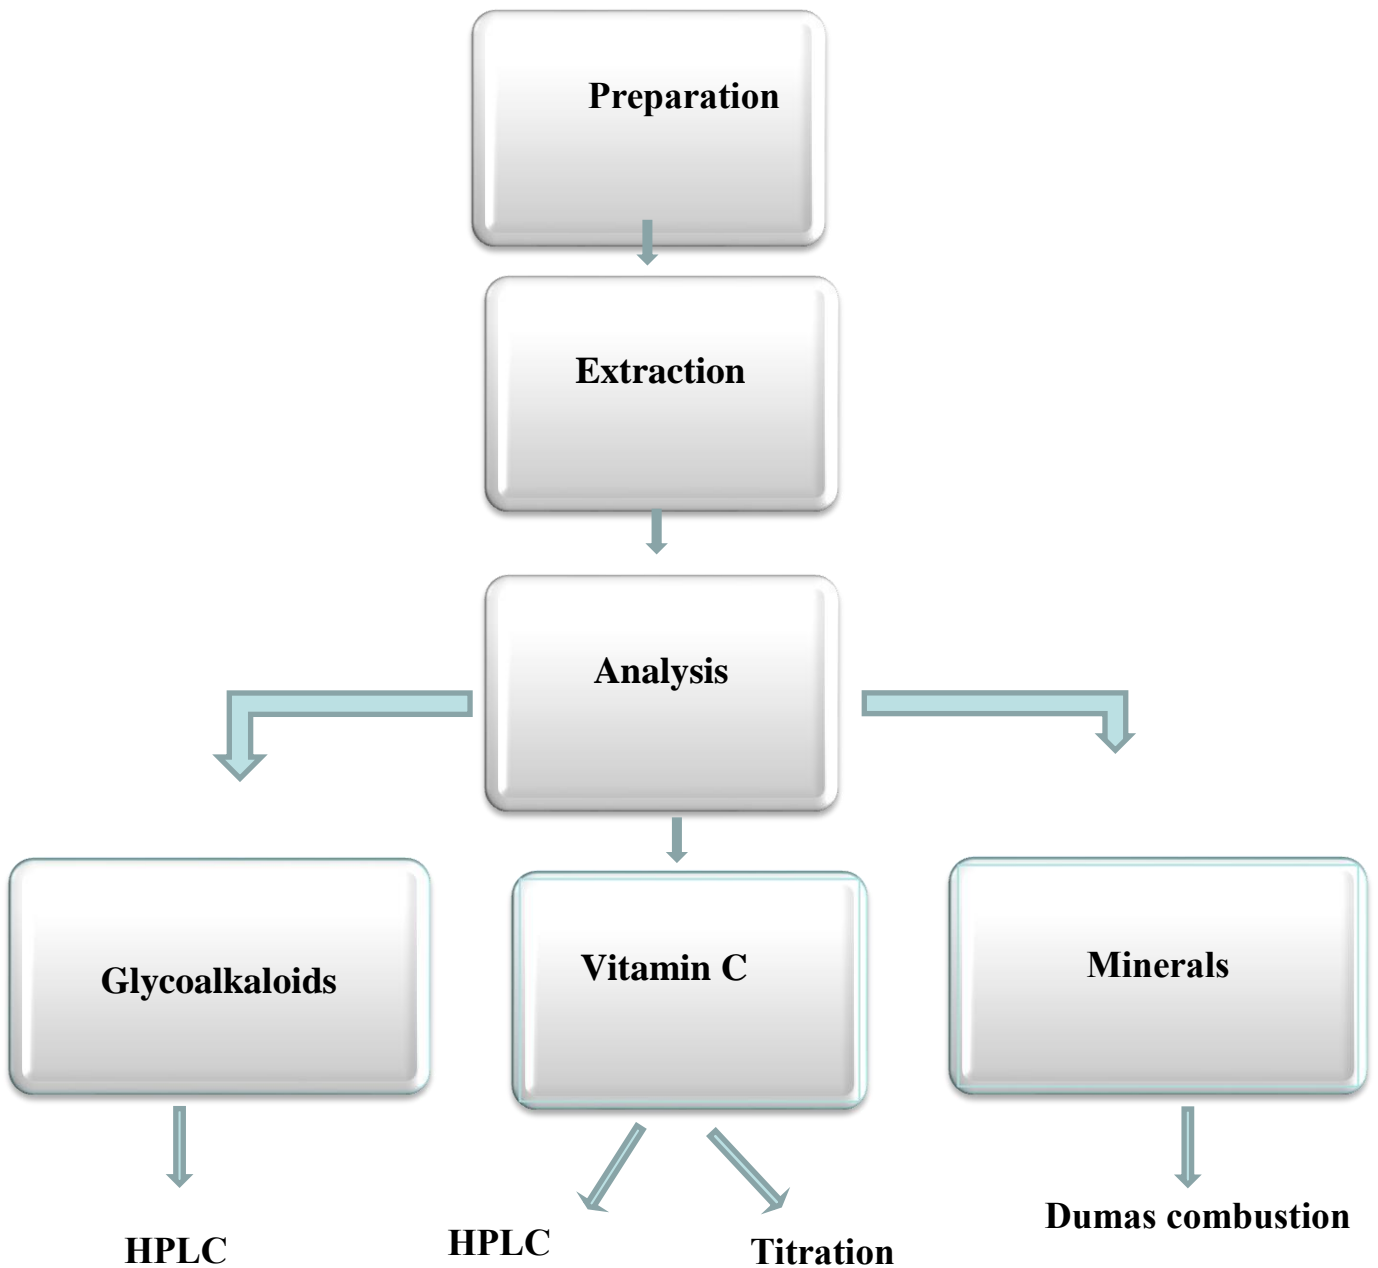 Preparation
Extraction
Analysis
Glycoalkaloids
Vitamin C
Minerals
HPLC
HPLC
Titration
Dumas combustion